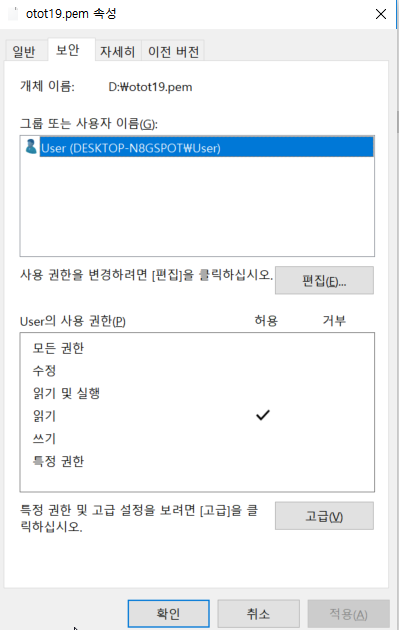 otot19.pem 속성
일반 보안 자세히 이전 버전
개체 이름: D:₩otot19.pem
그룹 또는 사용자 이름(G):
User (DESKTOP-N8GSPOT₩User)
사용 권한을 변경하려면 [편집]을 클릭하십시오. 편집(E)...
User의 사용 권한(P) 허용 거부
모든 권한
수정
읽기 및 실행
읽기
쓰기
특정 권한
특정 권한 및 고급 설정을 보려면 [고급]을 클
릭하십시오.
고급(V)
확인 취소 적용(A)